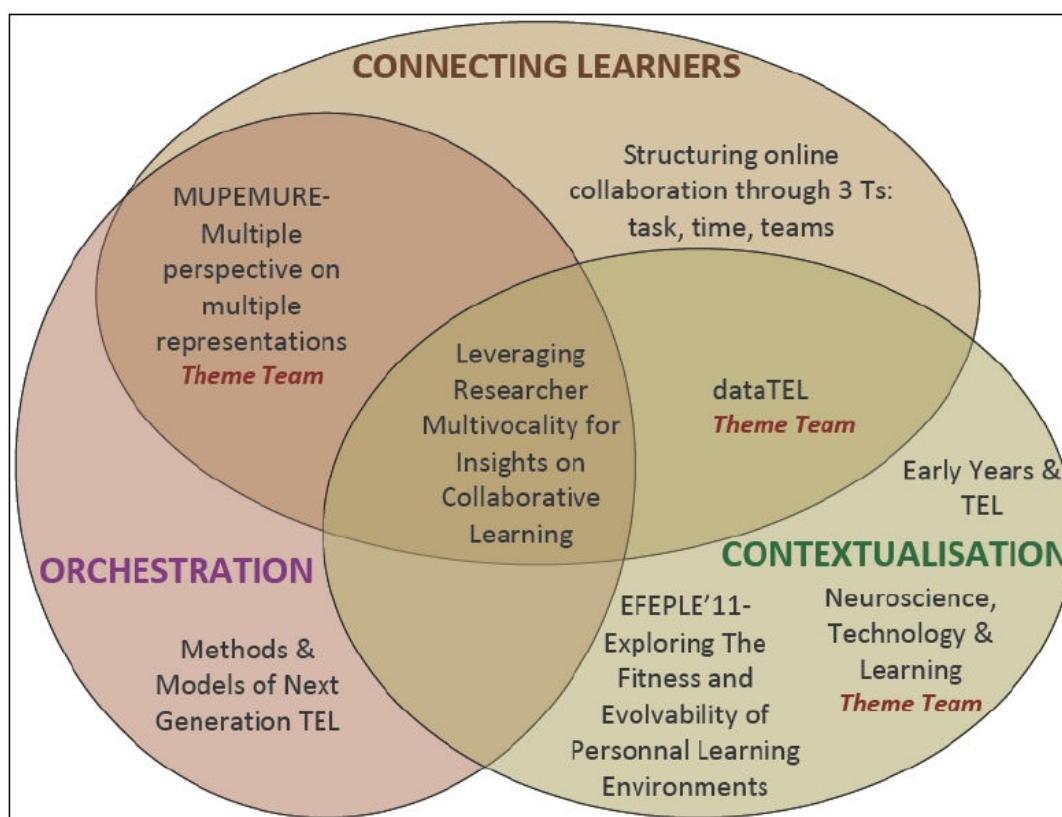 CONNECTING LEARNERS
Structuring online
collaboration through 3 Ts:
task, time, teams
MUPEMURE-
Multiple
perspective on
multiple
representations
Theme Team
Leveraging
Researcher
Multivocality for
Insights on
Collaborative
Learning
dataTEL
Theme Team
Early Years &
TEL
ORCHESTRATION
CONTEXTUALISATION
Methods &
Models of Next
Generation TEL
EFEPLE'11-
Exploring The
Fitness and
Evolvability of
Personnal Learning
Environments
Neuroscience,
Technology &
Learning
Theme Team